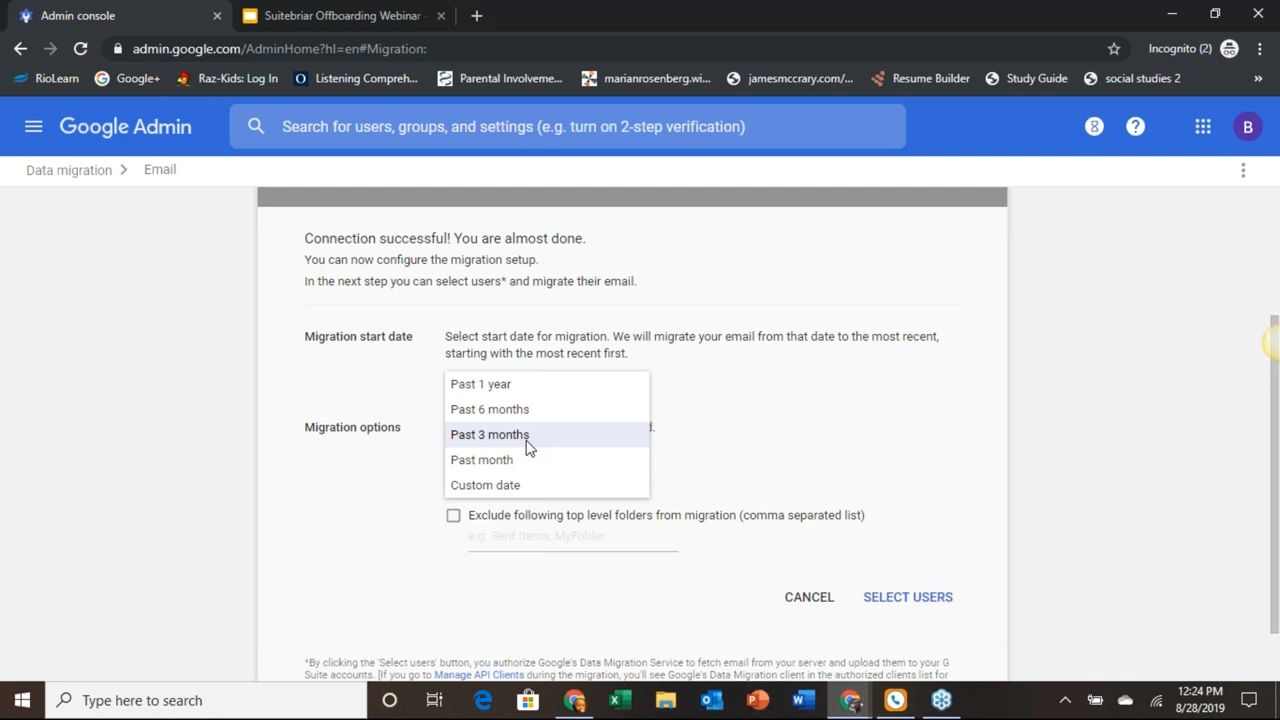 Admin console
Suitebriar Offboarding Webinar -
admin.google.com/AdminHome?hl=en#Migration:
Incognito (2)
RioLearn
Google+
Raz-Kids: Log In
Listening Compreh...
Parental Involveme...
marianrosenberg.wi...
jamesmccrary.com/...
Resume Builder
Study Guide
social studies 2
»
Google Admin
Search for users, groups, and settings (e.g. turn on 2-step verification)
B
Data migration
Email
Connection successful! You are almost done.
You can now configure the migration setup.
In the next step you can select users* and migrate their email.
Migration start date
Select start date for migration. We will migrate your email from that date to the most recent,
starting with the most recent first.
Past 1 year
Past 6 months
Migration options
Past 3 months
Past month
Custom date
Exclude following top level folders from migration (comma separated list)
e.g. Sent Items, MyFolder
CANCEL
SELECT USERS
*By clicking the 'Select users' button, you authorize Google's Data Migration Service to fetch email from your server and upload them to your G
Suite accounts. [If you go to Manage API Clients during the migration, you'll see Google's Data Migration client in the authorized clients list for
Type here to search
12:24 PM
8/28/2019